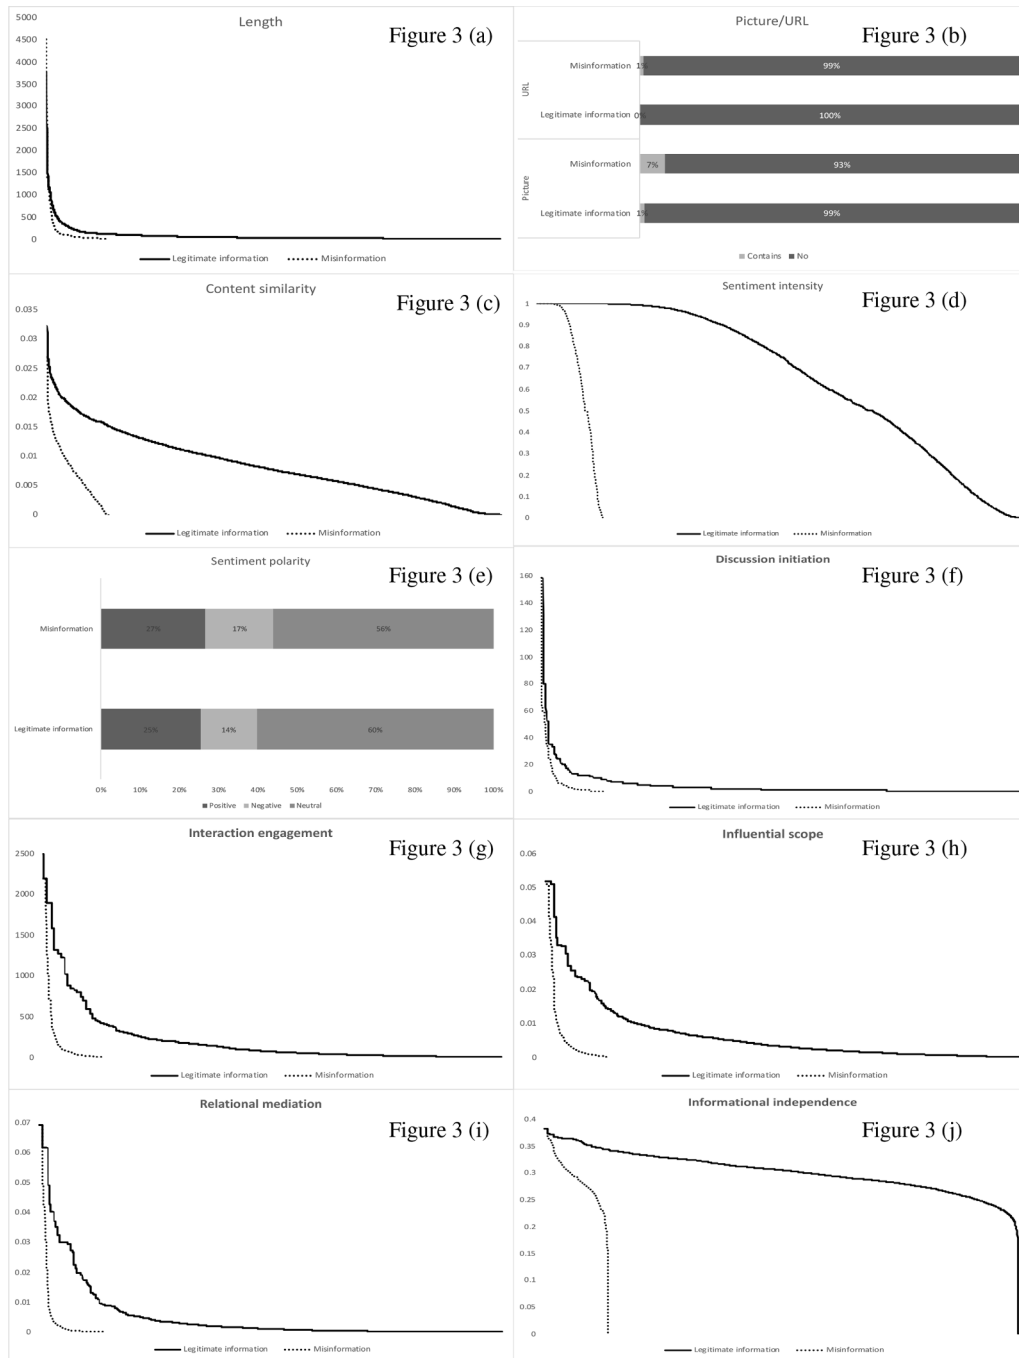 Length
Figure 3 (a)
5000
4500
4000
3500
3000
2500
2000
1500
1000
500
0
Legitimate information
Misinformation
Picture/URL
Figure 3 (b)
URL
Misinformation
1%
99%
Legitimate information
0%
100%
Picture
Misinformation
7%
93%
Legitimate information
1%
99%
Contains
No
Content similarity
Figure 3 (c)
0.035
0.03
0.025
0.02
0.015
0.01
0.005
0
Legitimate information
Misinformation
Sentiment intensity
Figure 3 (d)
1
0.9
0.8
0.7
0.6
0.5
0.4
0.3
0.2
0.1
0
Legitimate information
Misinformation
Sentiment polarity
Figure 3 (e)
Misinformation
27%
17%
56%
Legitimate information
25%
14%
60%
0%
10%
20%
30%
40%
50%
60%
70%
80%
90%
100%
Positive
Negative
Neutral
Discussion initiation
Figure 3 (f)
160
140
120
100
80
60
40
20
0
Legitimate information
Misinformation
Interaction engagement
Figure 3 (g)
2500
2000
1500
1000
500
0
Legitimate information
Misinformation
Influential scope
Figure 3 (h)
0.06
0.05
0.04
0.03
0.02
0.01
0
Legitimate information
Misinformation
Relational mediation
Figure 3 (i)
0.07
0.06
0.05
0.04
0.03
0.02
0.01
0
Legitimate information
Misinformation
Informational independence
Figure 3 (j)
0.4
0.35
0.3
0.25
0.2
0.15
0.1
0.05
0
Legitimate information
Misinformation